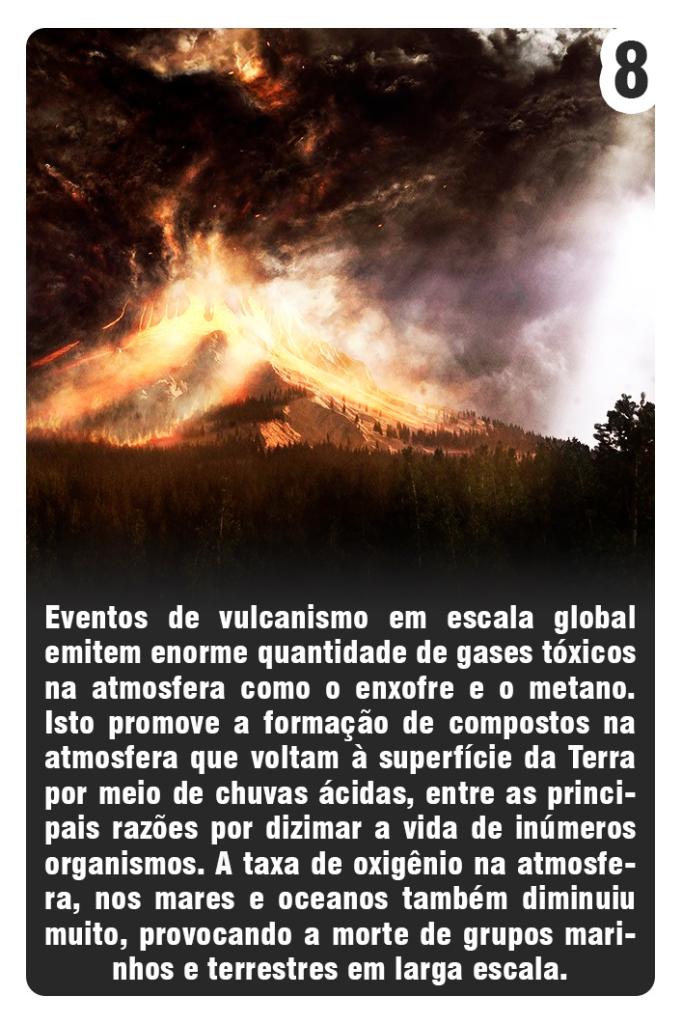 8
Eventos de vulcanismo em escala global
emitem enorme quantidade de gases tóxicos
na atmosfera como o enxofre e o metano.
Isto promove a formação de compostos na
atmosfera que voltam à superfície da Terra
por meio de chuvas ácidas, entre as princi-
pais razões por dizimar a vida de inúmeros
organismos. A taxa de oxigênio na atmosfe-
ra, nos mares e oceanos também diminuiu
muito, provocando a morte de grupos mari-
nhos e terrestres em larga escala.